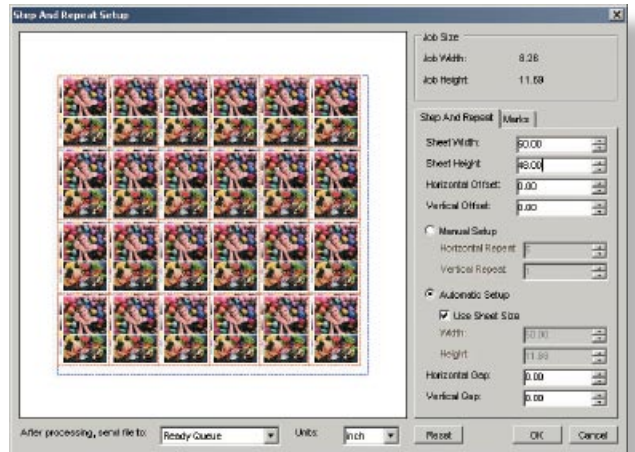 Step And Repeat Setup
Job Size
Job Width: 8.26
Job Height: 11.69
Step And Repeat Marks
Sheet Width: 50.00
Sheet Height: 48.00
Horizontal Offset: 0.00
Vertical Offset: 0.00
Manual Setup
Horizontal Repeat
Vertical Repeat 1
Automatic Setup
Use Sheet Size
Width: 50.00
Height:
Horizontal Gap: 0.00
Vertical Gap: 0.00
After processing, send file to: Ready Queue Units: inch Reset OK Cancel